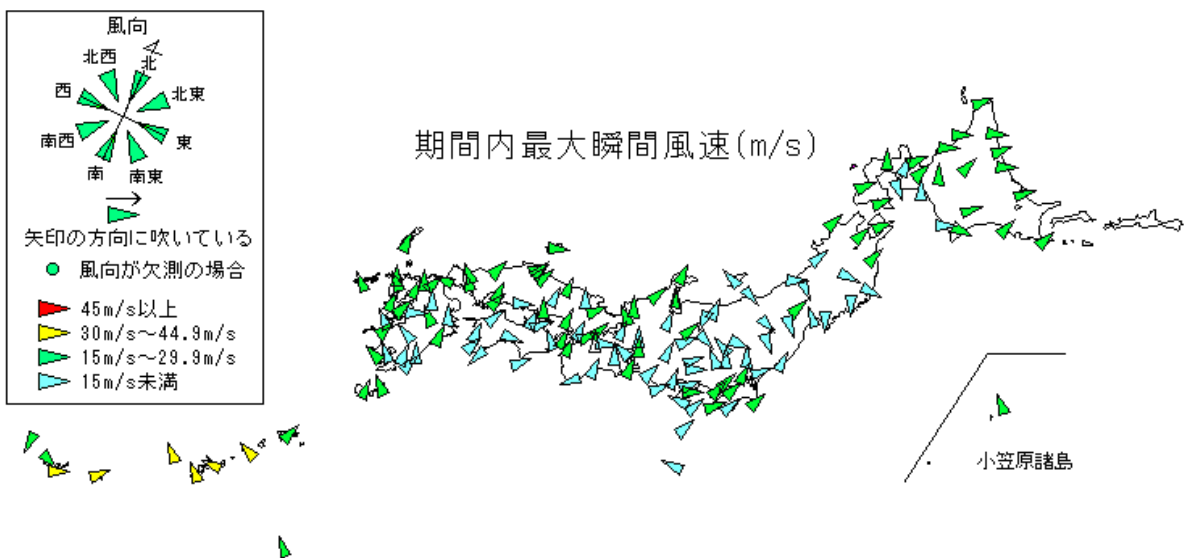 風向
北西
北
西
北東
南西
東
南
南東
矢印の方向に吹いている
風向が欠測の場合
45m/s以上
30m/s～44.9m/s
15m/s～29.9m/s
15m/s未満
期間内最大瞬間風速(m/s)
小笠原諸島